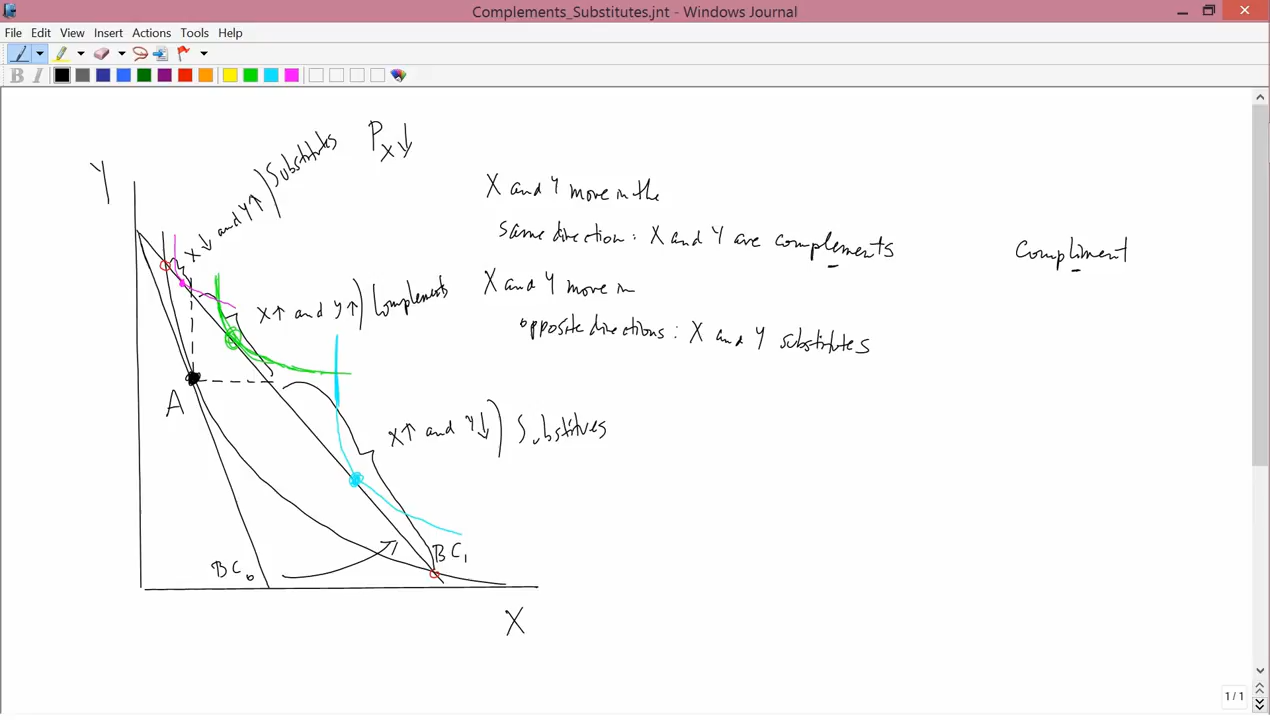 Complements_Substitutes.jnt - Windows Journal
File Edit View Insert Actions Tools Help
B I
Y
X↓ and Y↑) Substitutes
P X↓
X and Y move in the
same direction: X and Y are complements
Compliment
X and Y move in
opposite directions: X and Y substitutes
X↑ and Y↑) Complements
A
X↑ and Y↓) Substitutes
BC₀
BC₁
X
1 / 1